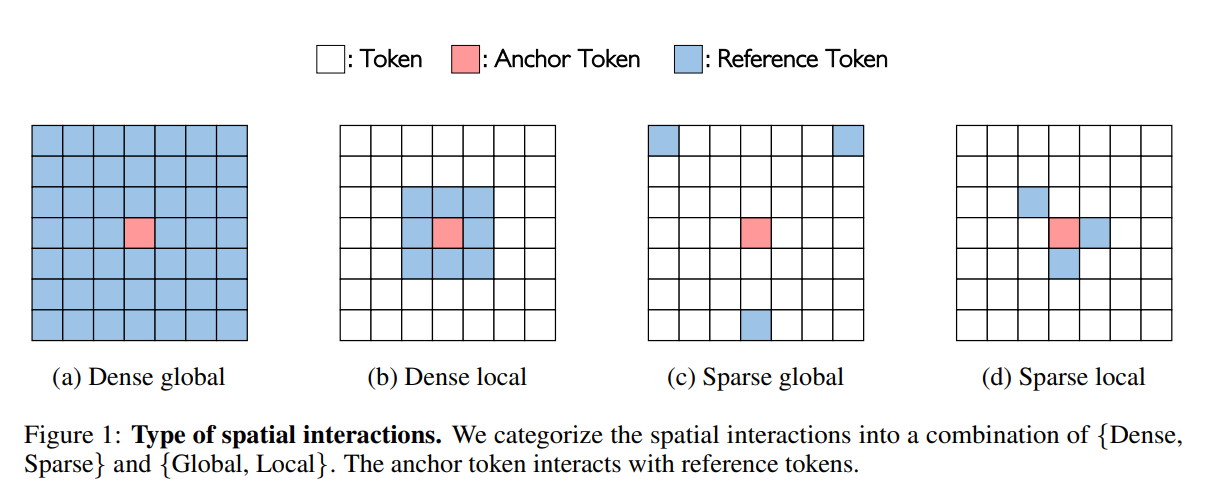 : Token : Anchor Token : Reference Token
(a) Dense global (b) Dense local (c) Sparse global (d) Sparse local
Figure 1: Type of spatial interactions. We categorize the spatial interactions into a combination of {Dense,
Sparse} and {Global, Local}. The anchor token interacts with reference tokens.